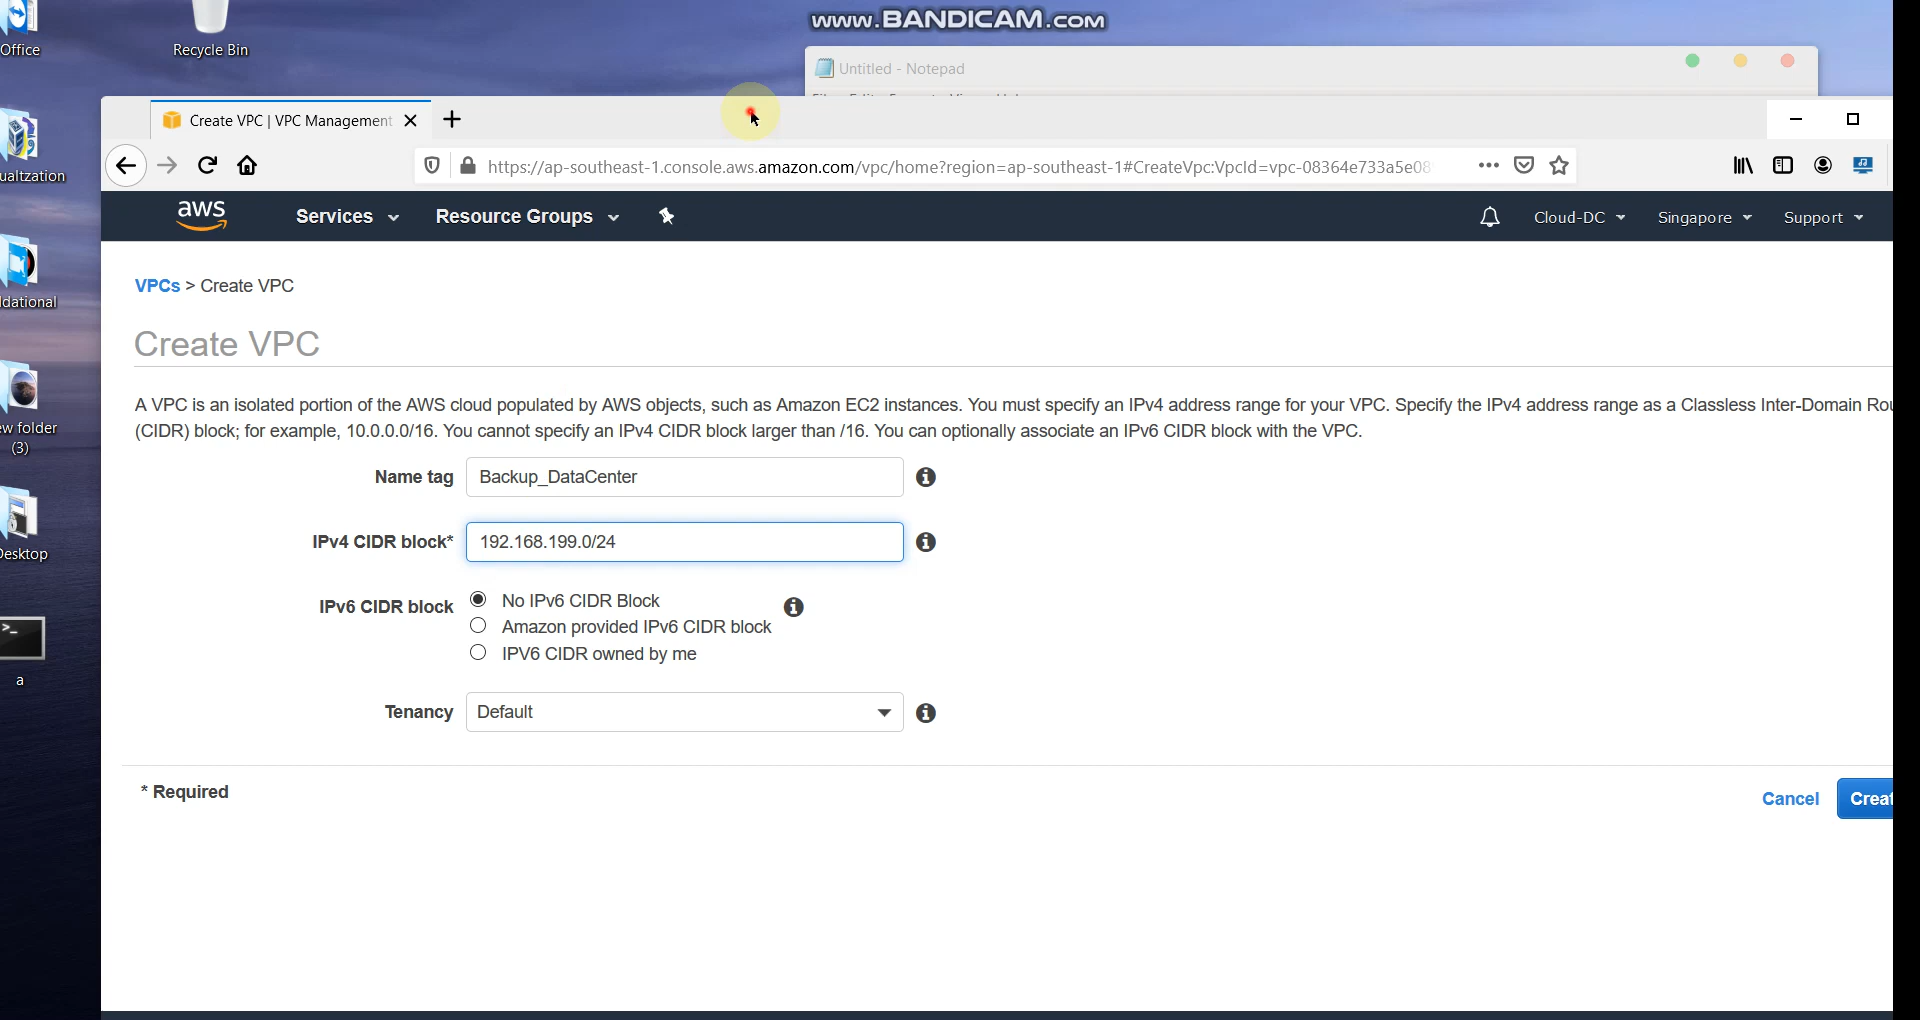 www.BANDICAM.com
Office
Recycle Bin
Untitled - Notepad
Create VPC | VPC Management
https://ap-southeast-1.console.aws.amazon.com/vpc/home?region=ap-southeast-1#CreateVpc:VpcId=vpc-08364e733a5e08
aws
Services
Resource Groups
Cloud-DC
Singapore
Support
ualtzation
VPCs > Create VPC
Create VPC
ldational
A VPC is an isolated portion of the AWS cloud populated by AWS objects, such as Amazon EC2 instances. You must specify an IPv4 address range for your VPC. Specify the IPv4 address range as a Classless Inter-Domain Rou
(CIDR) block; for example, 10.0.0.0/16. You cannot specify an IPv4 CIDR block larger than /16. You can optionally associate an IPv6 CIDR block with the VPC.
ew folder
(3)
Name tag
Backup_DataCenter
IPv4 CIDR block*
192.168.199.0/24
Desktop
IPv6 CIDR block
No IPv6 CIDR Block
Amazon provided IPv6 CIDR block
IPV6 CIDR owned by me
a
Tenancy
Default
* Required
Cancel
Creat